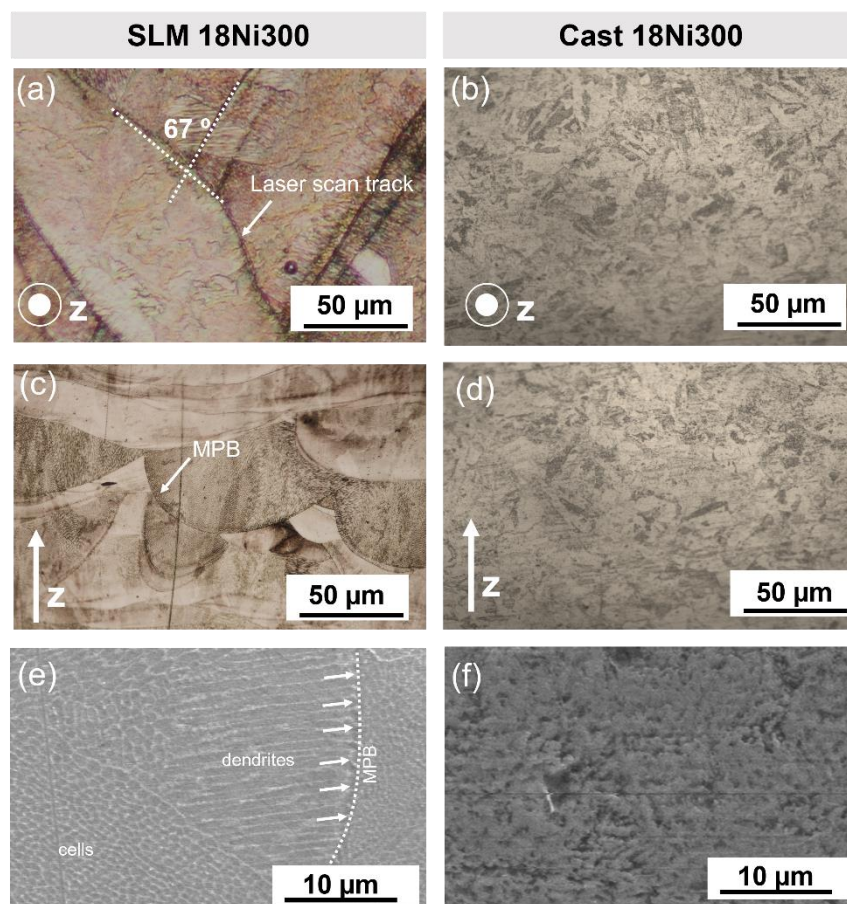 SLM 18Ni300
Cast 18Ni300
(a)
67 º
Laser scan track
z
50 µm
(b)
z
50 µm
(c)
MPB
z
50 µm
(d)
z
50 µm
(e)
dendrites
MPB
cells
10 µm
(f)
10 µm